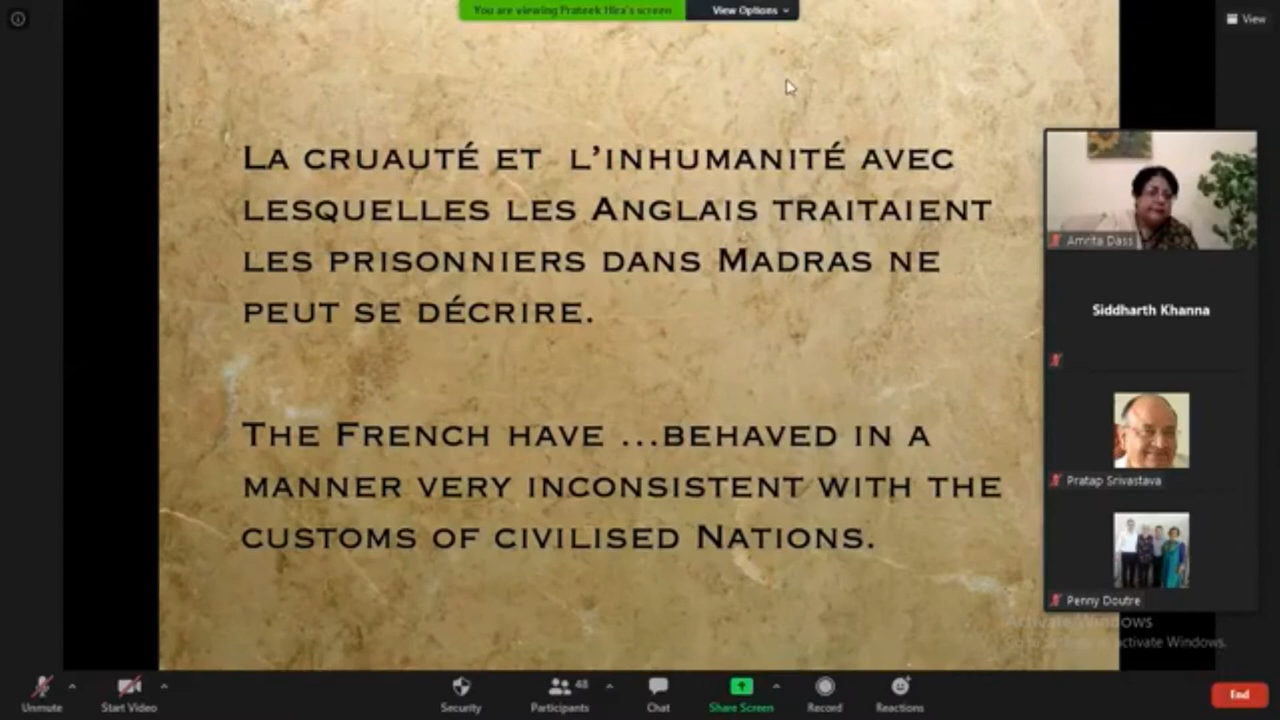 You are viewing Prateek Hira's screen
View Options
View
LA CRUAUTÉ ET L'INHUMANITÉ AVEC
LESQUELLES LES ANGLAIS TRAITAIENT
LES PRISONNIERS DANS MADRAS NE
PEUT SE DÉCRIRE.
THE FRENCH HAVE ...BEHAVED IN A
MANNER VERY INCONSISTENT WITH THE
CUSTOMS OF CIVILISED NATIONS.
Amrita Dass
Siddharth Khanna
Pratap Srivastava
Penny Doutre
Activate Windows
Activate Windows.
Unmute
Start Video
Security
48
Participants
Chat
Share Screen
Record
Reactions
End